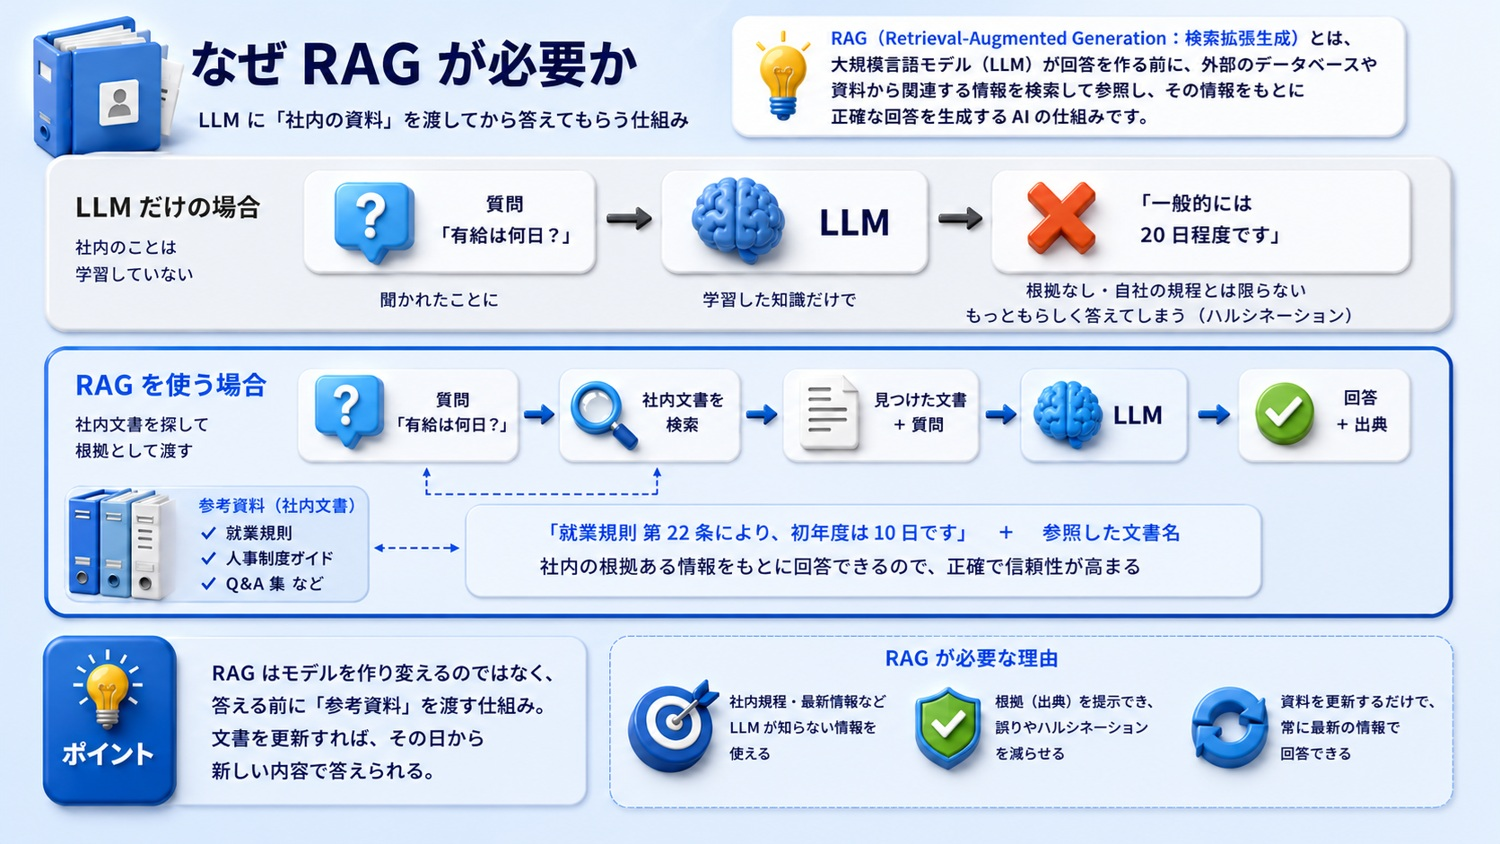 なぜ RAG が必要か
LLM に「社内の資料」を渡してから答えてもらう仕組み
RAG（Retrieval-Augmented Generation：検索拡張生成）とは、
大規模言語モデル（LLM）が回答を作る前に、外部のデータベースや
資料から関連する情報を検索して参照し、その情報をもとに
正確な回答を生成する AI の仕組みです。
LLM だけの場合
社内のことは
学習していない
質問
「有給は何日？」
聞かれたことに
LLM
学習した知識だけで
「一般的には
20 日程度です」
根拠なし・自社の規程とは限らない
もっともらしく答えてしまう（ハルシネーション）
RAG を使う場合
社内文書を探して
根拠として渡す
質問
「有給は何日？」
社内文書を
検索
見つけた文書
＋ 質問
LLM
回答
＋ 出典
参考資料（社内文書）
就業規則
人事制度ガイド
Q&A 集 など
「就業規則 第 22 条により、初年度は 10 日です」 ＋ 参照した文書名
社内の根拠ある情報をもとに回答できるので、正確で信頼性が高まる
ポイント
RAG はモデルを作り変えるのではなく、
答える前に「参考資料」を渡す仕組み。
文書を更新すれば、その日から
新しい内容で答えられる。
RAG が必要な理由
社内規程・最新情報など
LLM が知らない情報を
使える
根拠（出典）を提示でき、
誤りやハルシネーション
を減らせる
資料を更新するだけで、
常に最新の情報で
回答できる